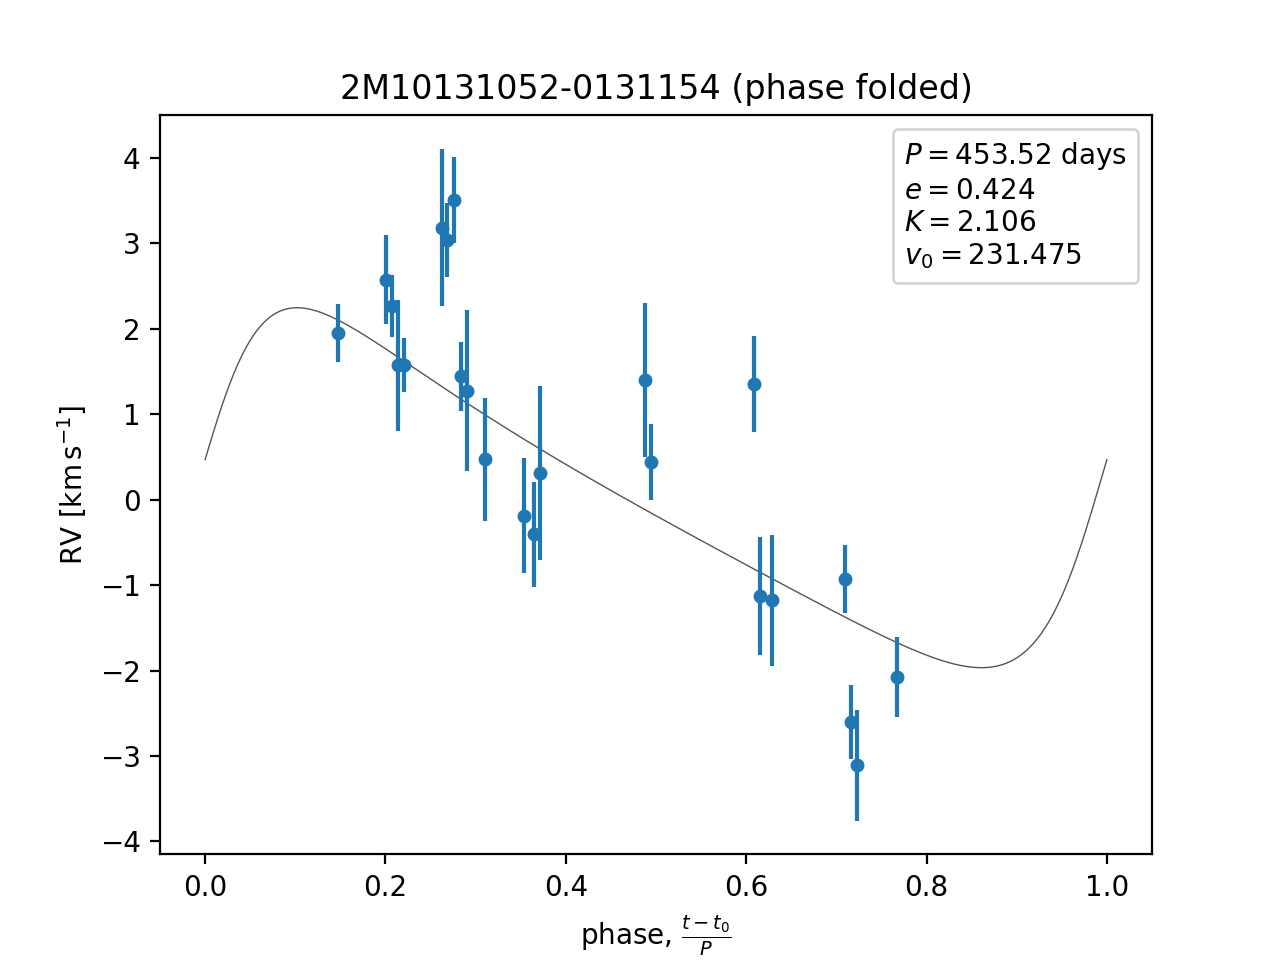 2M10131052-0131154 (phase folded)
P = 453.52 days
e = 0.424
K = 2.106
v₀ = 231.475
RV [km s⁻¹]
4
3
2
1
0
−1
−2
−3
−4
0.0 0.2 0.4 0.6 0.8 1.0
phase, (t − t₀)/P